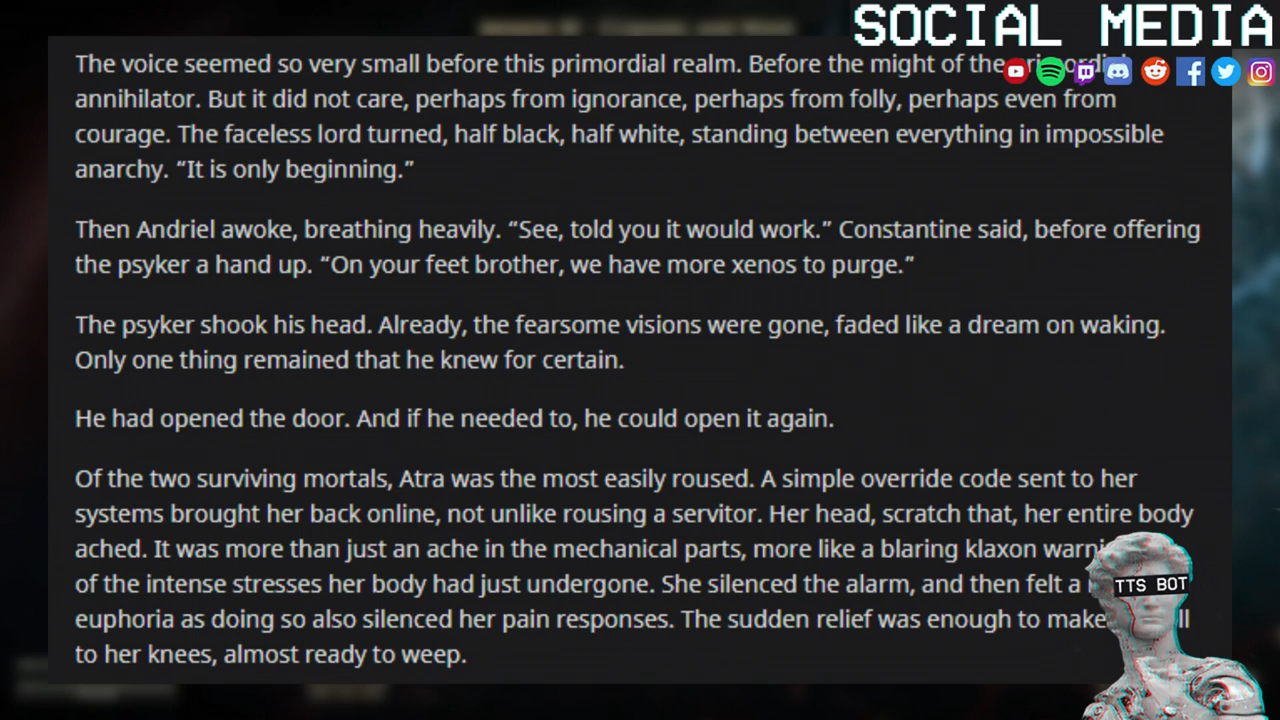 SOCIAL MEDIA
The voice seemed so very small before this primordial realm. Before the might of the
annihilator. But it did not care, perhaps from ignorance, perhaps from folly, perhaps even from
courage. The faceless lord turned, half black, half white, standing between everything in impossible
anarchy. “It is only beginning.”
Then Andriel awoke, breathing heavily. “See, told you it would work.” Constantine said, before offering
the psyker a hand up. “On your feet brother, we have more xenos to purge.”
The psyker shook his head. Already, the fearsome visions were gone, faded like a dream on waking.
Only one thing remained that he knew for certain.
He had opened the door. And if he needed to, he could open it again.
Of the two surviving mortals, Atra was the most easily roused. A simple override code sent to her
systems brought her back online, not unlike rousing a servitor. Her head, scratch that, her entire body
ached. It was more than just an ache in the mechanical parts, more like a blaring klaxon
of the intense stresses her body had just undergone. She silenced the alarm, and then felt a
euphoria as doing so also silenced her pain responses. The sudden relief was enough to make
to her knees, almost ready to weep.
TTS BOT